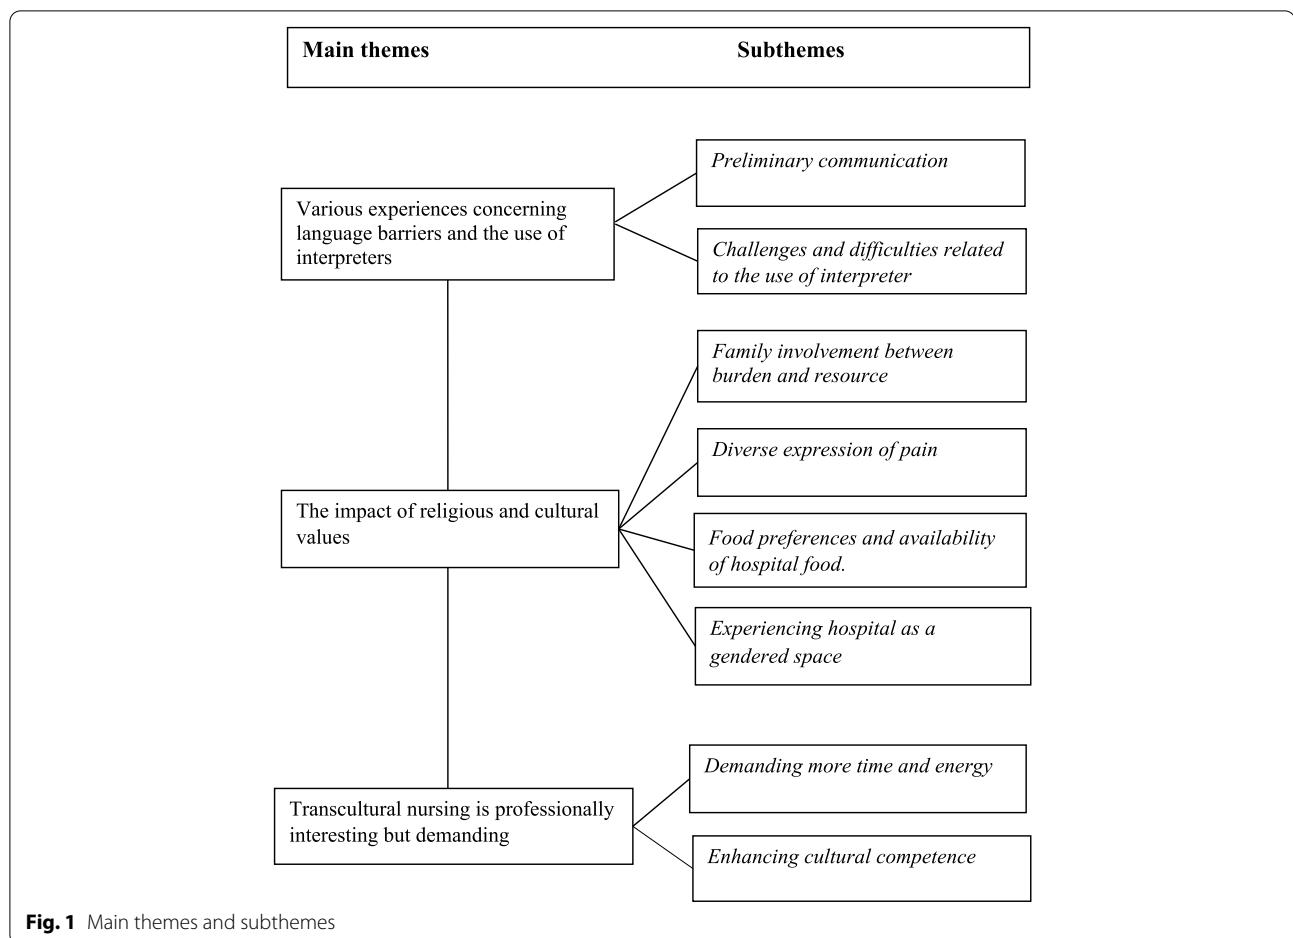 Main themes
Subthemes
Various experiences concerning
language barriers and the use of
interpreters
Preliminary communication
Challenges and difficulties related
to the use of interpreter
The impact of religious and cultural
values
Family involvement between
burden and resource
Diverse expression of pain
Food preferences and availability
of hospital food.
Experiencing hospital as a
gendered space
Transcultural nursing is professionally
interesting but demanding
Demanding more time and energy
Enhancing cultural competence
Fig. 1 Main themes and subthemes